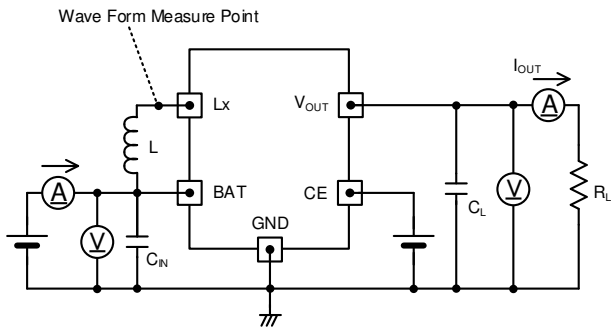 Wave Form Measure Point
Lx
VOUT
IOUT
A
L
A
BAT
CE
V
CIN
GND
CL
V
RL